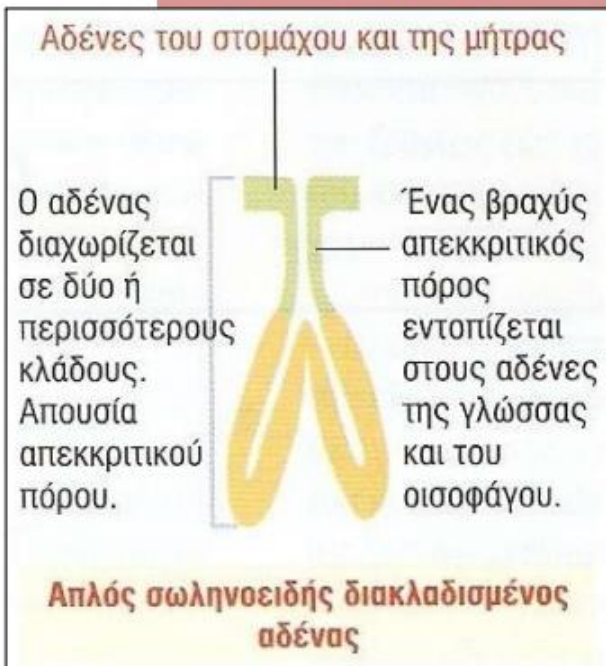 Αδένες του στομάχου και της μήτρας
Ο αδένας
διαχωρίζεται
σε δύο ή
περισσότερους
κλάδους.
Απουσία
απεκκριτικού
πόρου.
Ένας βραχύς
απεκκριτικός
πόρος
εντοπίζεται
στους αδένες
της γλώσσας
και του
οισοφάγου.
Απλός σωληνοειδής διακλαδισμένος
αδένας